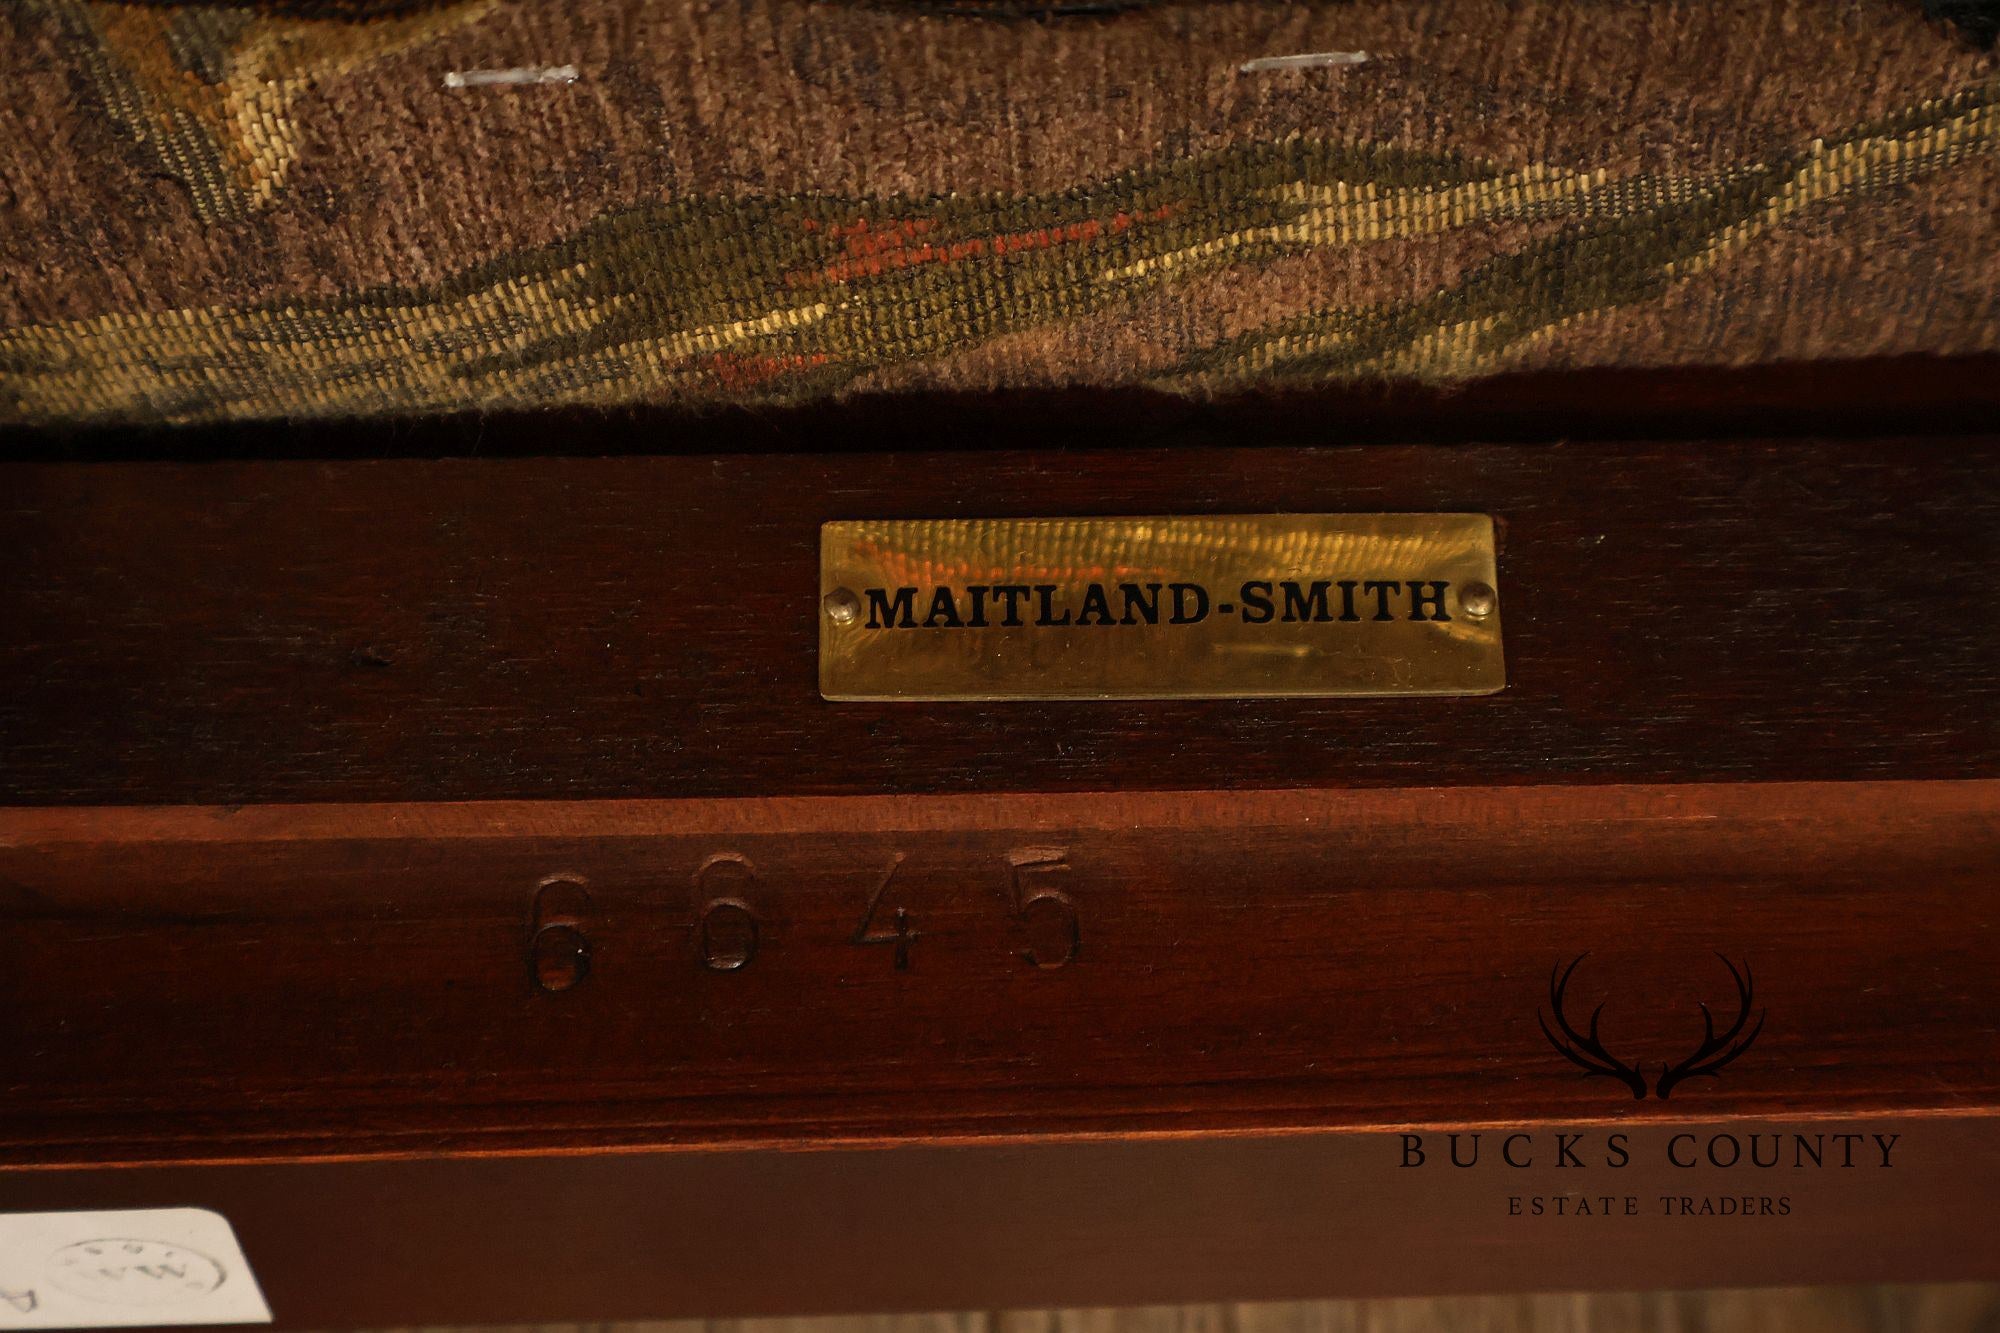 MAITLAND-SMITH
6645
BUCKS COUNTY
ESTATE TRADERS